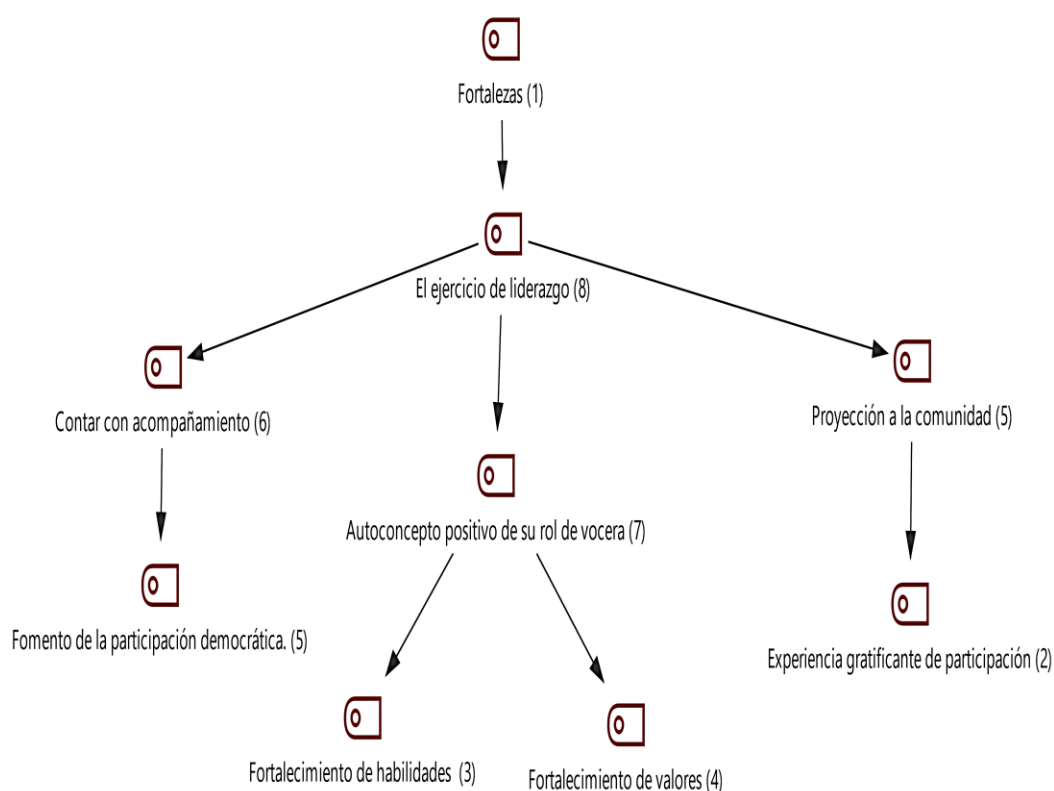 Fortalezas (1)
El ejercicio de liderazgo (8)
Contar con acompañamiento (6)
Proyección a la comunidad (5)
Autoconcepto positivo de su rol de vocera (7)
Fomento de la participación democrática. (5)
Experiencia gratificante de participación (2)
Fortalecimiento de habilidades (3)
Fortalecimiento de valores (4)